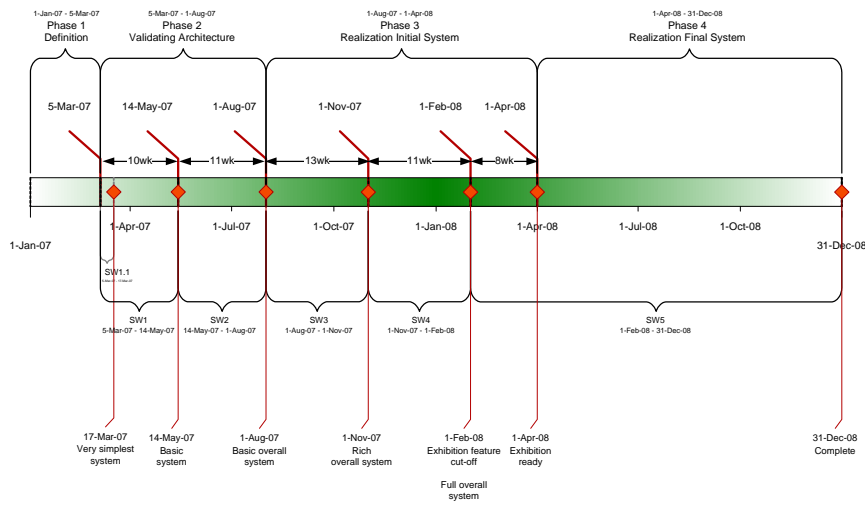 1-Jan-07 - 5-Mar-07
Phase 1
Definition
5-Mar-07 - 1-Aug-07
Phase 2
Validating Architecture
1-Aug-07 - 1-Apr-08
Phase 3
Realization Initial System
1-Apr-08 - 31-Dec-08
Phase 4
Realization Final System
5-Mar-07
14-May-07
1-Aug-07
1-Nov-07
1-Feb-08
1-Apr-08
10wk
11wk
13wk
11wk
8wk
1-Apr-07
1-Jul-07
1-Oct-07
1-Jan-08
1-Apr-08
1-Jul-08
1-Oct-08
1-Jan-07
31-Dec-08
SW1.1
SW1
5-Mar-07 - 14-May-07
SW2
14-May-07 - 1-Aug-07
SW3
1-Aug-07 - 1-Nov-07
SW4
1-Nov-07 - 1-Feb-08
SW5
1-Feb-08 - 31-Dec-08
17-Mar-07
Very simplest
system
14-May-07
Basic
system
1-Aug-07
Basic overall
system
1-Nov-07
Rich
overall system
1-Feb-08
Exhibition feature
cut-off
Full overall
system
1-Apr-08
Exhibition
ready
31-Dec-08
Complete